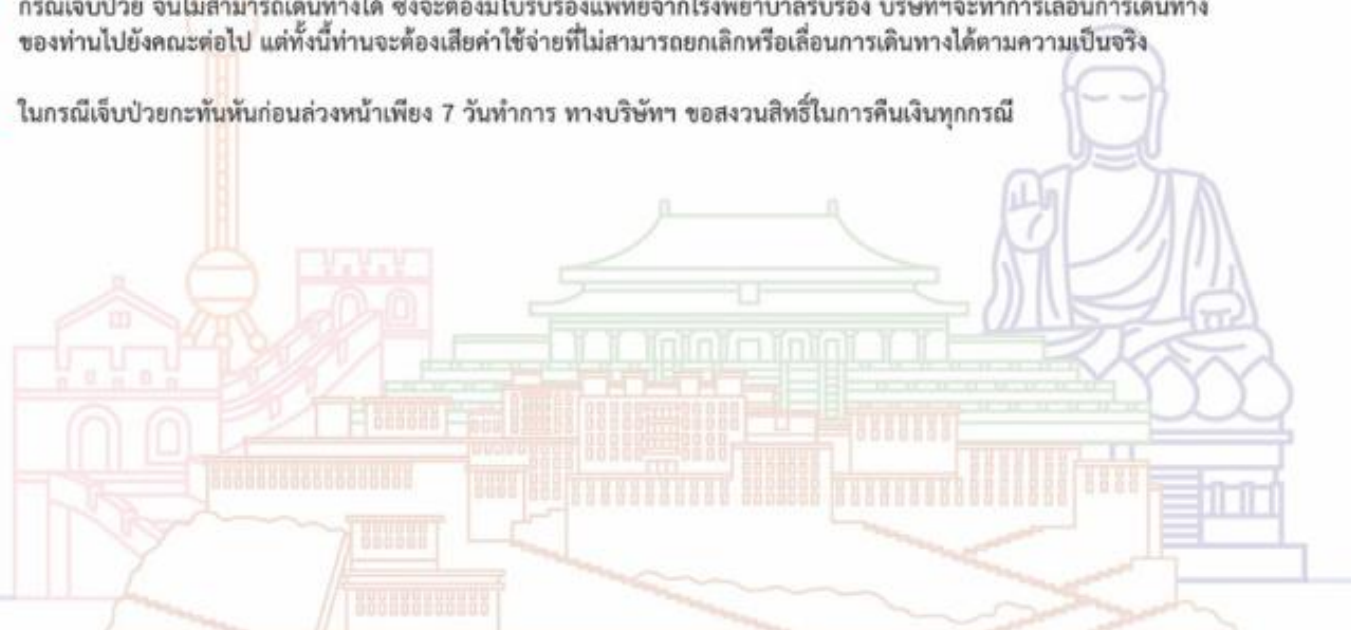 กรณีเจ็บป่วย จนไม่สามารถเดินทางได้ ซึ่งจะต้องมีใบรับรองแพทย์จากโรงพยาบาลรับรอง บริษัทฯจะทำการเลื่อนการเดินทาง
ของท่านไปยังคณะต่อไป แต่ทั้งนี้ท่านจะต้องเสียค่าใช้จ่ายที่ไม่สามารถยกเลิกหรือเลื่อนการเดินทางได้ตามความเป็นจริง
ในกรณีเจ็บป่วยกะทันหันก่อนล่วงหน้าเพียง 7 วันทำการ ทางบริษัทฯ ขอสงวนสิทธิ์ในการคืนเงินทุกกรณี